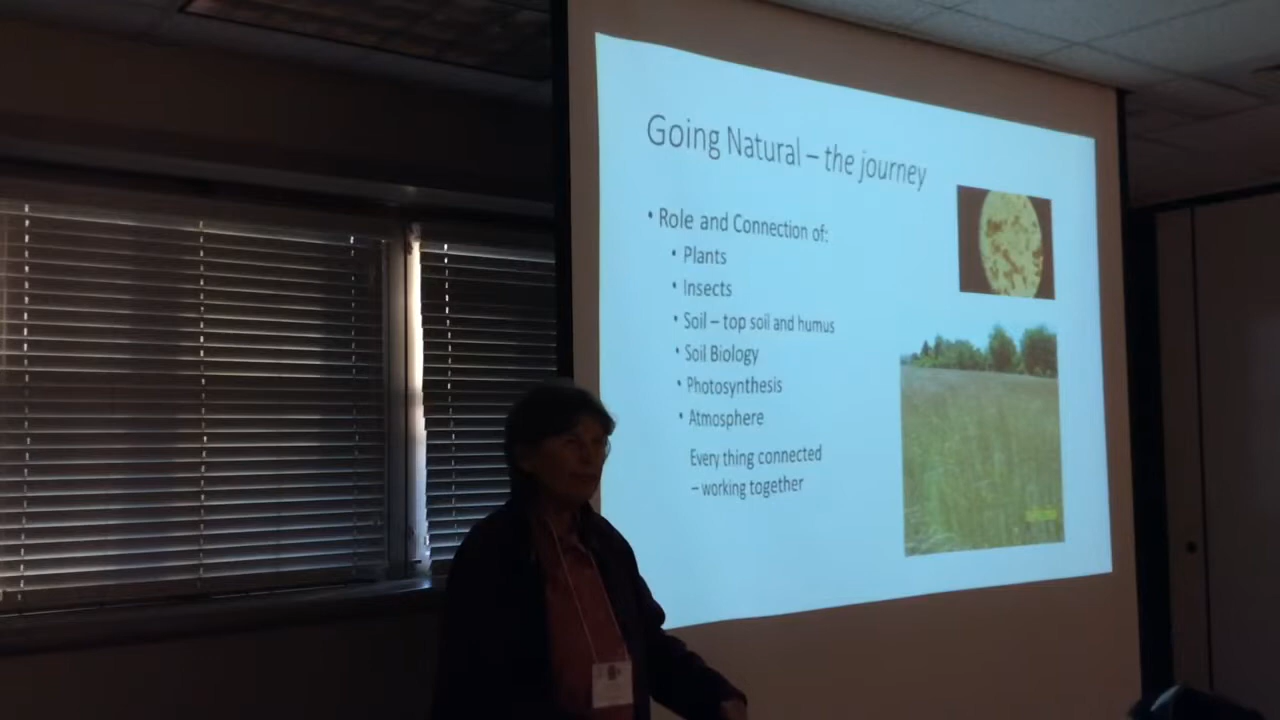 Going Natural – the journey
• Role and Connection of:
• Plants
• Insects
• Soil – top soil and humus
• Soil Biology
• Photosynthesis
• Atmosphere
Every thing connected
– working together